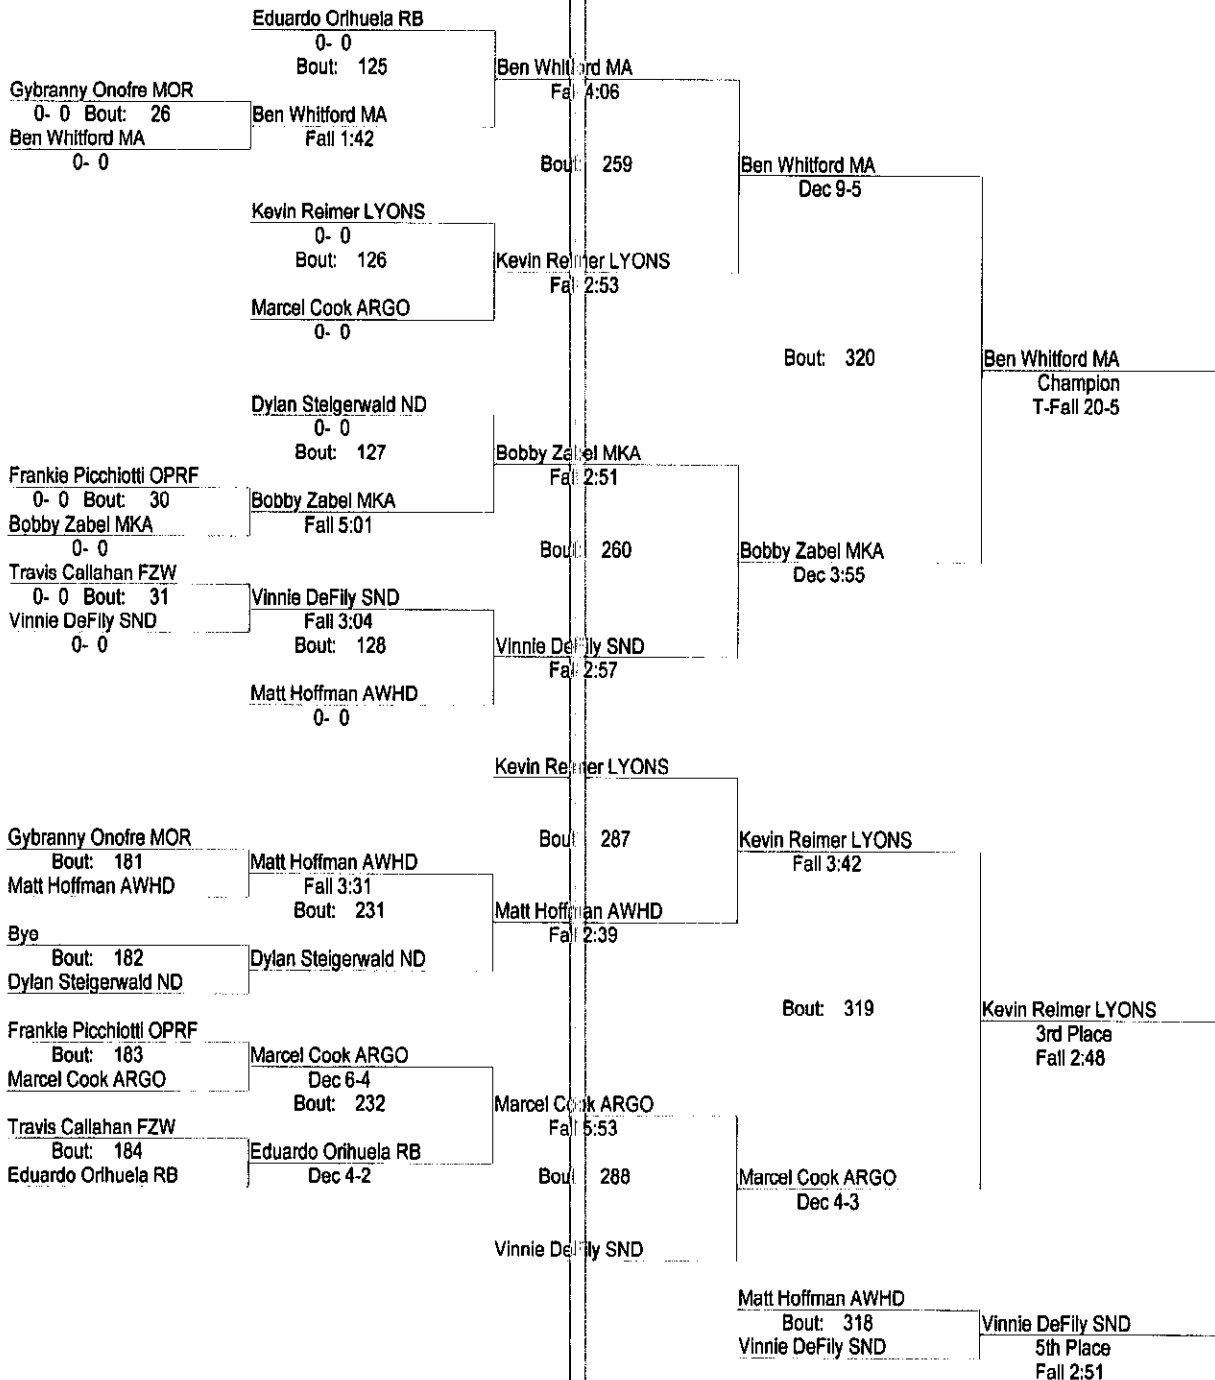 Eduardo Orihuela RB
0- 0
Bout: 125
Ben Whitford MA
Fall 4:06
Gybranny Onofre MOR
0- 0 Bout: 26
Ben Whitford MA
0- 0
Ben Whitford MA
Fall 1:42
Bout: 259
Ben Whitford MA
Dec 9-5
Kevin Reimer LYONS
0- 0
Bout: 126
Kevin Reimer LYONS
Fall 2:53
Marcel Cook ARGO
0- 0
Bout: 320
Ben Whitford MA
Champion
T-Fall 20-5
Dylan Steigerwald ND
0- 0
Bout: 127
Bobby Zabel MKA
Fall 2:51
Frankie Picchiotti OPRF
0- 0 Bout: 30
Bobby Zabel MKA
0- 0
Bobby Zabel MKA
Fall 5:01
Bout: 260
Bobby Zabel MKA
Dec 3:55
Travis Callahan FZW
0- 0 Bout: 31
Vinnie DeFily SND
0- 0
Vinnie DeFily SND
Fall 3:04
Bout: 128
Vinnie DeFily SND
Fall 2:57
Matt Hoffman AWHD
0- 0
Kevin Reimer LYONS
Gybranny Onofre MOR
Bout: 181
Matt Hoffman AWHD
Matt Hoffman AWHD
Fall 3:31
Bout: 231
Bout: 287
Kevin Reimer LYONS
Fall 3:42
Matt Hoffman AWHD
Fall 2:39
Bye
Bout: 182
Dylan Steigerwald ND
Dylan Steigerwald ND
Bout: 319
Kevin Reimer LYONS
3rd Place
Fall 2:48
Frankie Picchiotti OPRF
Bout: 183
Marcel Cook ARGO
Marcel Cook ARGO
Dec 6-4
Bout: 232
Marcel Cook ARGO
Fall 5:53
Travis Callahan FZW
Bout: 184
Eduardo Orihuela RB
Eduardo Orihuela RB
Dec 4-2
Bout: 288
Marcel Cook ARGO
Dec 4-3
Vinnie DeFily SND
Matt Hoffman AWHD
Bout: 318
Vinnie DeFily SND
Vinnie DeFily SND
5th Place
Fall 2:51